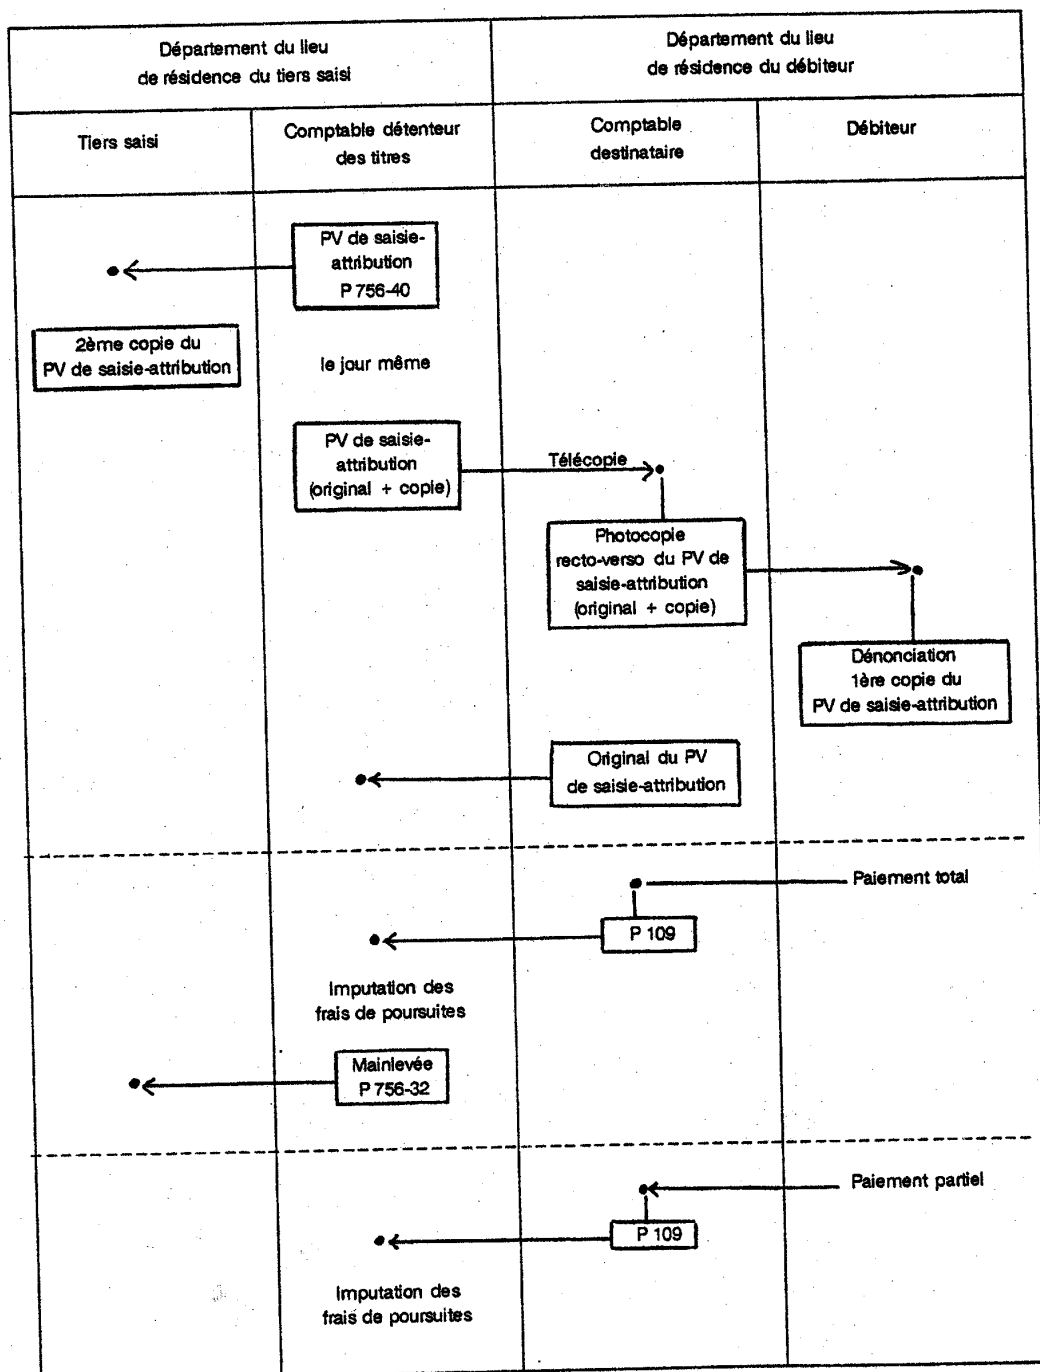 Département du lieu
de résidence du tiers saisi
Département du lieu
de résidence du débiteur
Tiers saisi
Comptable détenteur
des titres
Comptable
destinataire
Débiteur
PV de saisie-
attribution
P 756-40
2ème copie du
PV de saisie-attribution
le jour même
PV de saisie-
attribution
(original + copie)
Télécopie
Photocopie
recto-verso du PV de
saisie-attribution
(original + copie)
Dénonciation
1ère copie du
PV de saisie-attribution
Original du PV
de saisie-attribution
Paiement total
P 109
Imputation des
frais de poursuites
Mainlevée
P 756-32
Paiement partiel
P 109
Imputation des
frais de poursuites